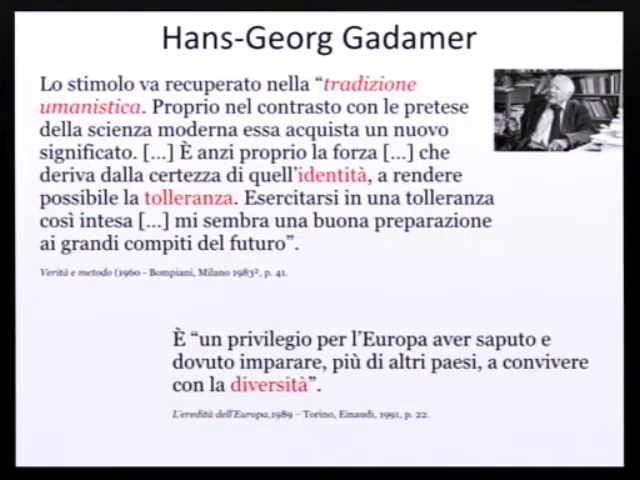 Hans-Georg Gadamer
Lo stimolo va recuperato nella “tradizione
umanistica. Proprio nel contrasto con le pretese
della scienza moderna essa acquista un nuovo
significato. [...] È anzi proprio la forza [...] che
deriva dalla certezza di quell’identità, a rendere
possibile la tolleranza. Esercitarsi in una tolleranza
così intesa [...] mi sembra una buona preparazione
ai grandi compiti del futuro”.
Verità e metodo (1960 - Bompiani, Milano 1983², p. 41.
È “un privilegio per l’Europa aver saputo e
dovuto imparare, più di altri paesi, a convivere
con la diversità”.
L’eredità dell’Europa,1989 – Torino, Einaudi, 1991, p. 22.